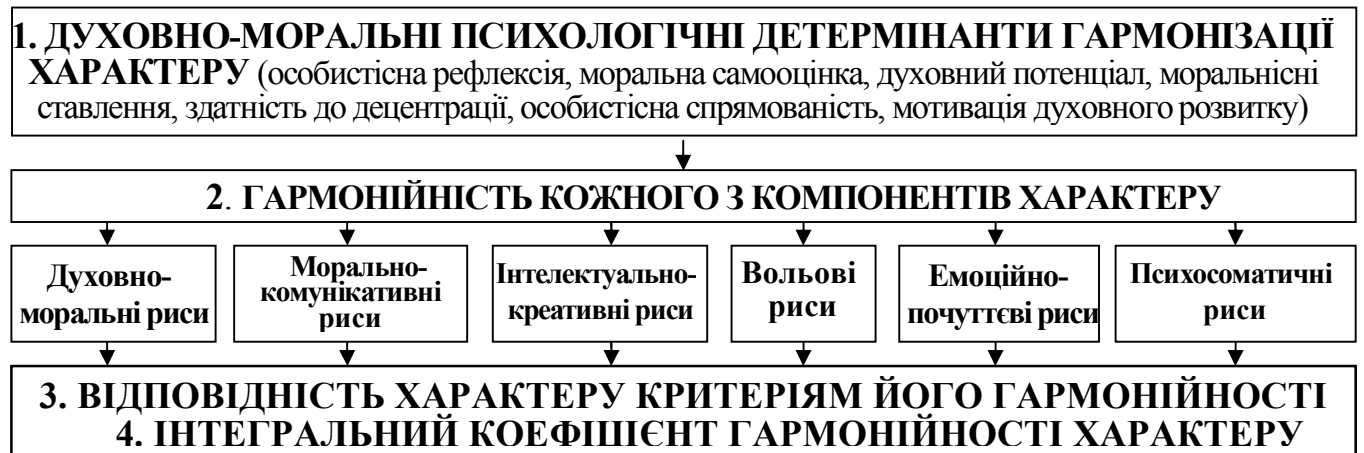 1. ДУХОВНО-МОРАЛЬНІ ПСИХОЛОГІЧНІ ДЕТЕРМІНАНТИ ГАРМОНІЗАЦІЇ
ХАРАКТЕРУ (особистісна рефлексія, моральна самооцінка, духовний потенціал, моральнісні
ставлення, здатність до децентрації, особистісна спрямованість, мотивація духовного розвитку)
2. ГАРМОНІЙНІСТЬ КОЖНОГО З КОМПОНЕНТІВ ХАРАКТЕРУ
Духовно-
моральні риси
Морально-
комунікативні
риси
Інтелектуально-
креативні риси
Вольові
риси
Емоційно-
почуттєві риси
Психосоматичні
риси
3. ВІДПОВІДНІСТЬ ХАРАКТЕРУ КРИТЕРІЯМ ЙОГО ГАРМОНІЙНОСТІ
4. ІНТЕГРАЛЬНИЙ КОЕФІШІЄНТ ГАРМОНІЙНОСТІ ХАРАКТЕРУ